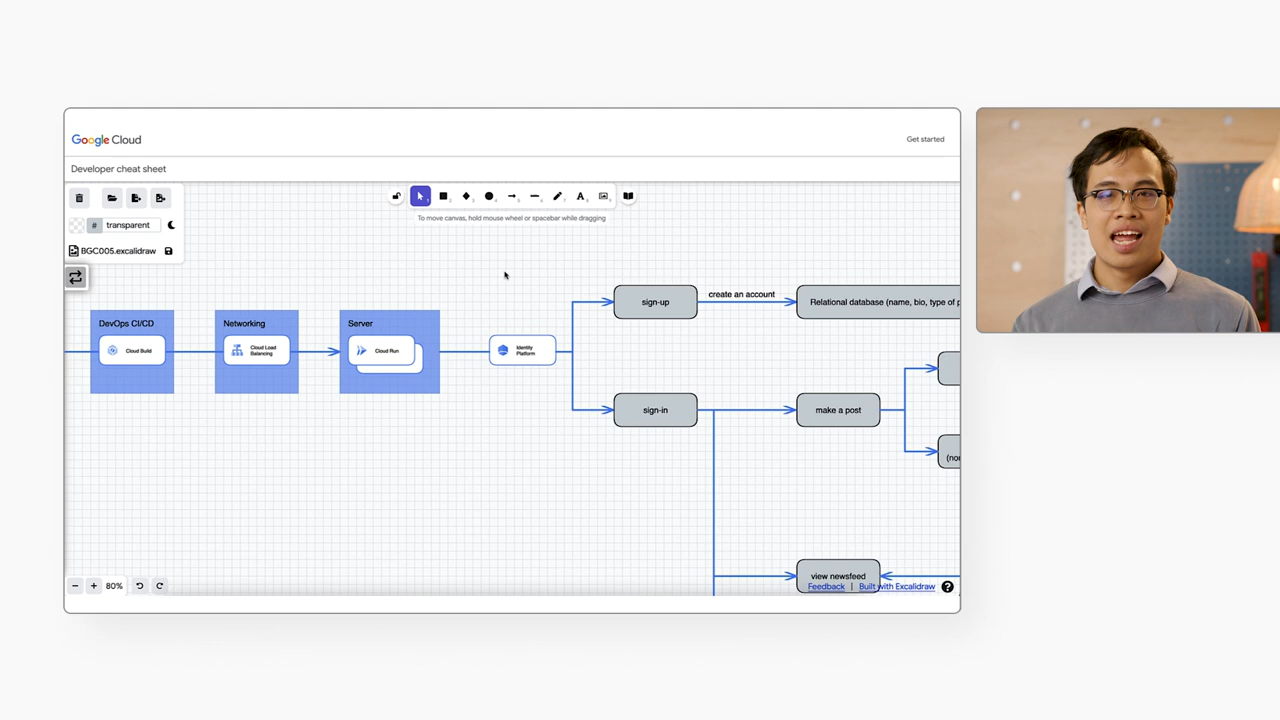 Google Cloud
Get started
Developer cheat sheet
# transparent
To move canvas, hold mouse wheel or spacebar while dragging
BGC005.excalidraw
sign-up
create an account
Relational database (name, bio, type of p
DevOps CI/CD
Cloud Build
Networking
Cloud Load
Balancing
Server
Cloud Run
Identity
Platform
sign-in
make a post
(nor
view newsfeed
80%
Feedback | Built with Excalidraw
?